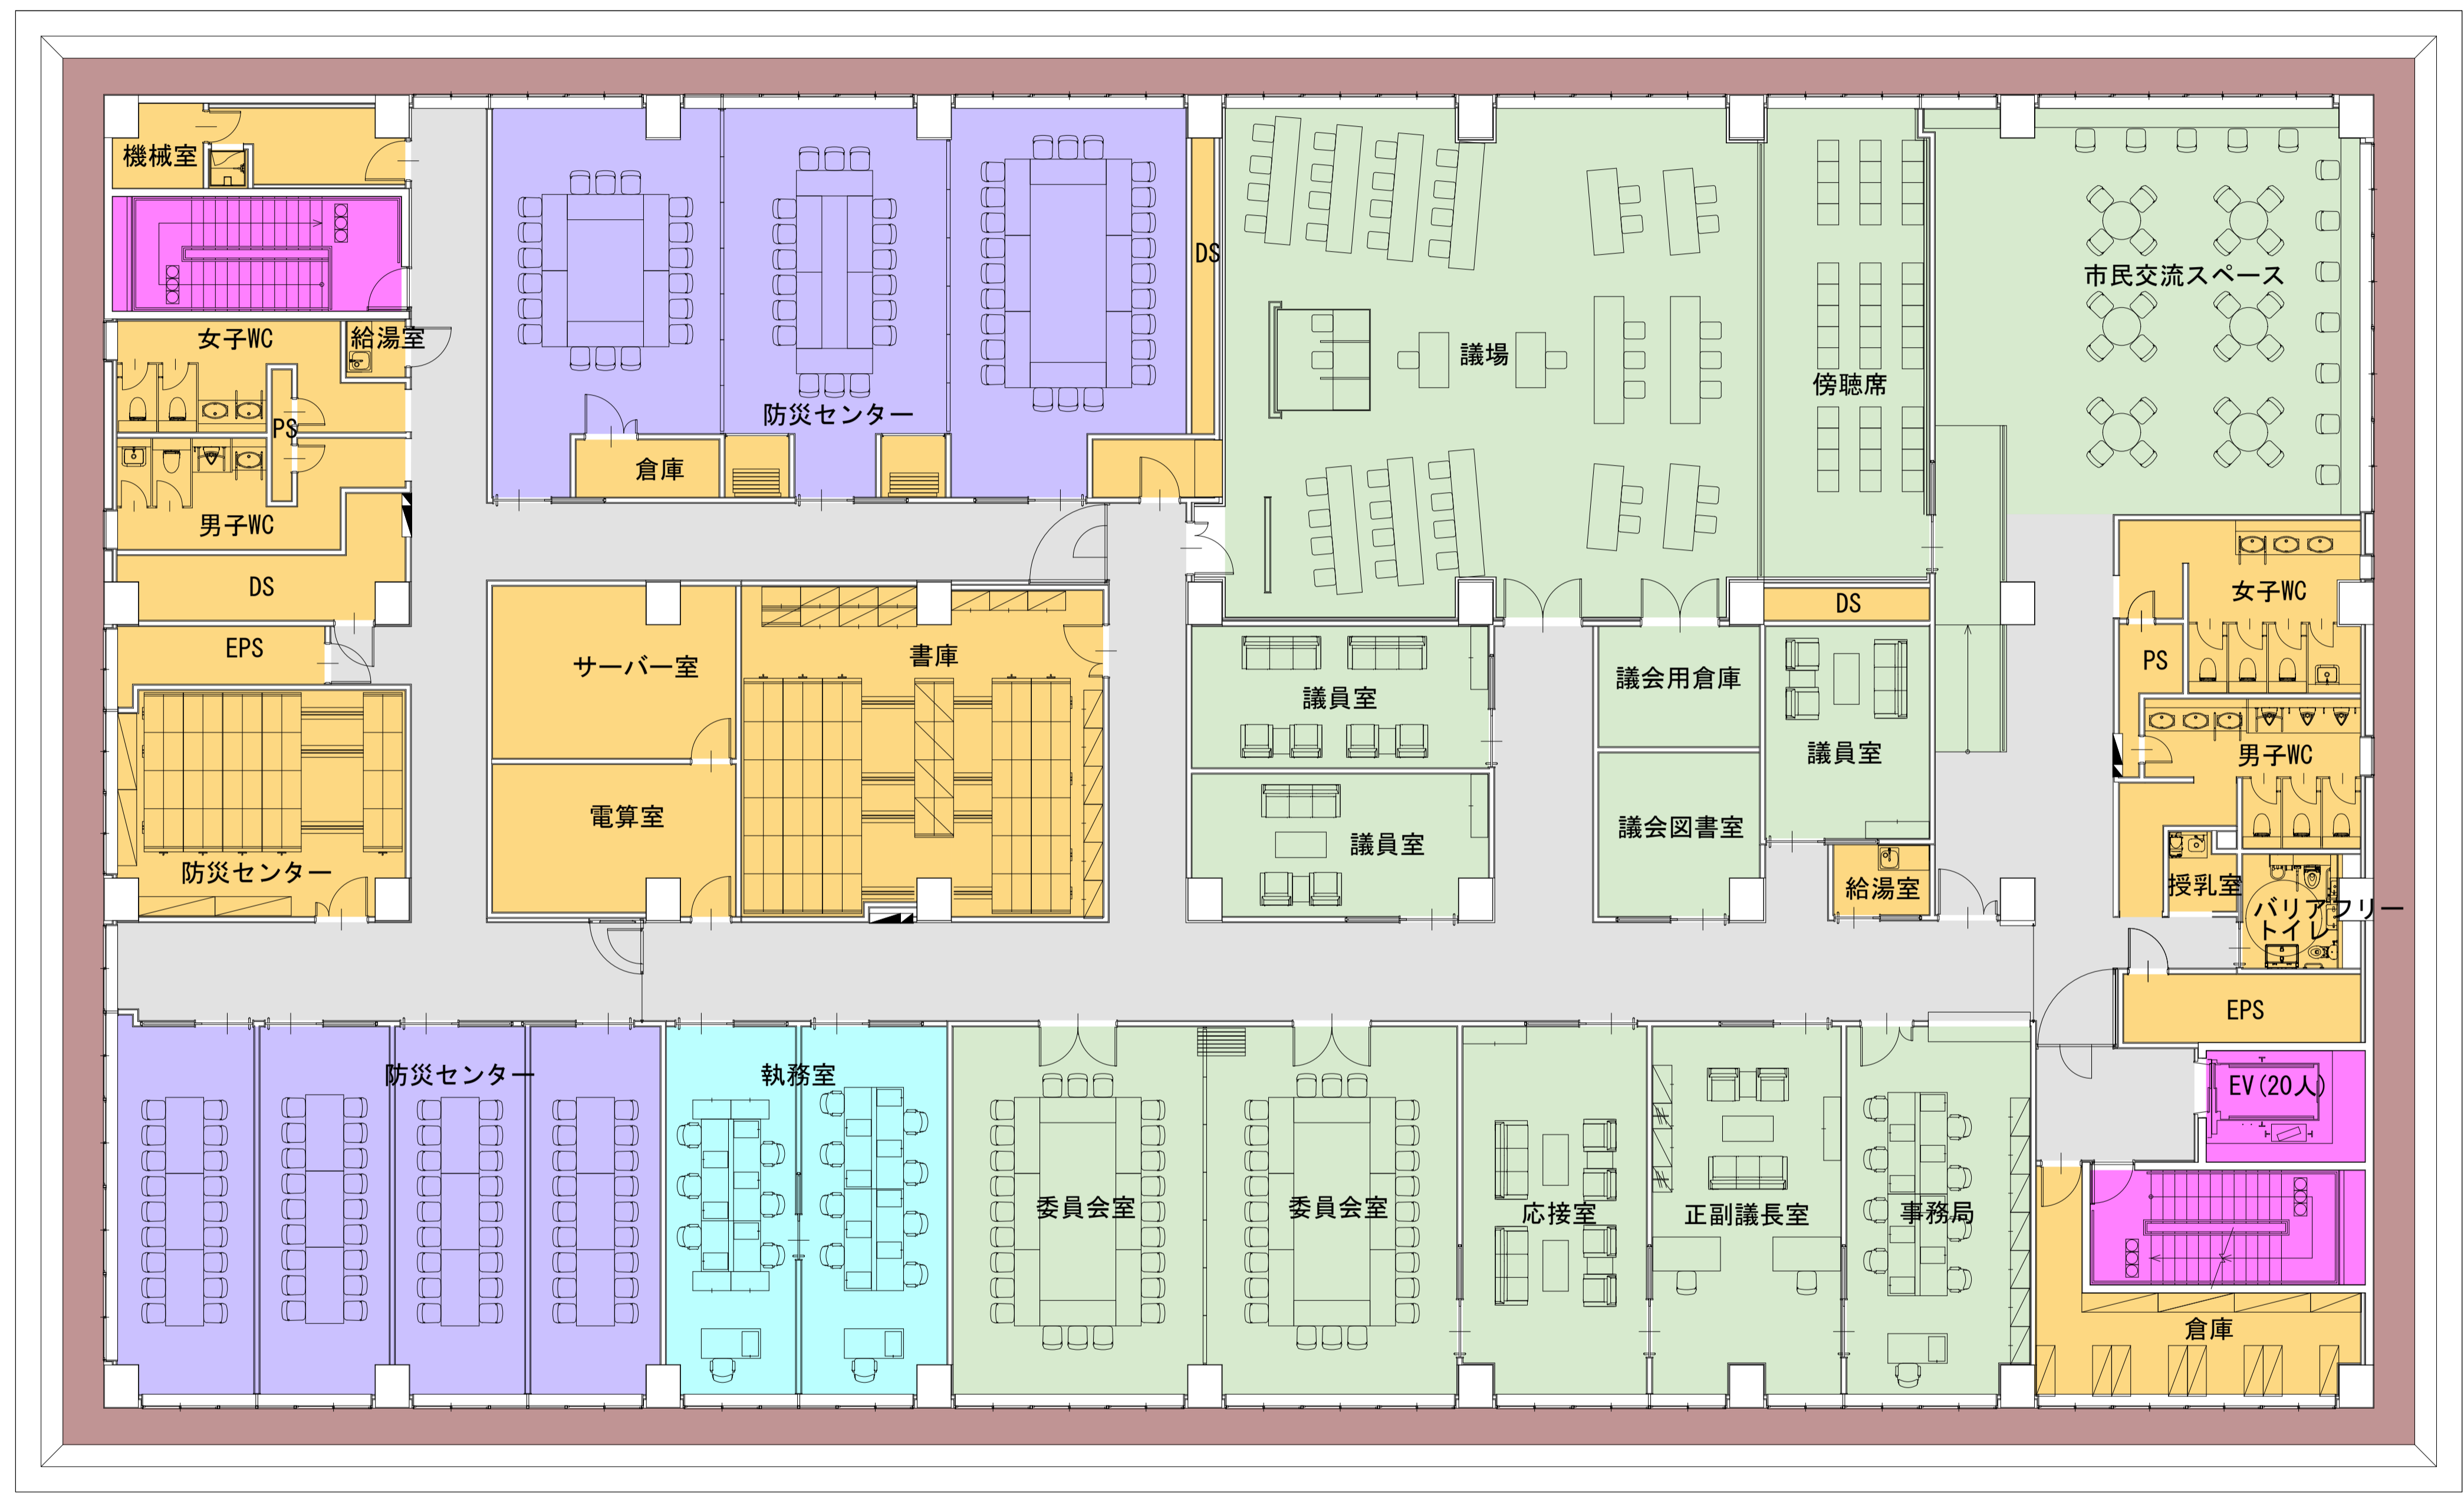 機械室
DS
市民交流スペース
女子WC
給湯室
議場
傍聴席
防災センター
PS
倉庫
男子WC
DS
女子WC
DS
EPS
サーバー室
書庫
PS
議員室
議会用倉庫
議員室
男子WC
電算室
議会図書室
議員室
防災センター
給湯室
授乳室
バリアフリー
トイレ
EPS
防災センター
執務室
EV(20人)
委員会室
委員会室
応接室
正副議長室
事務局
倉庫